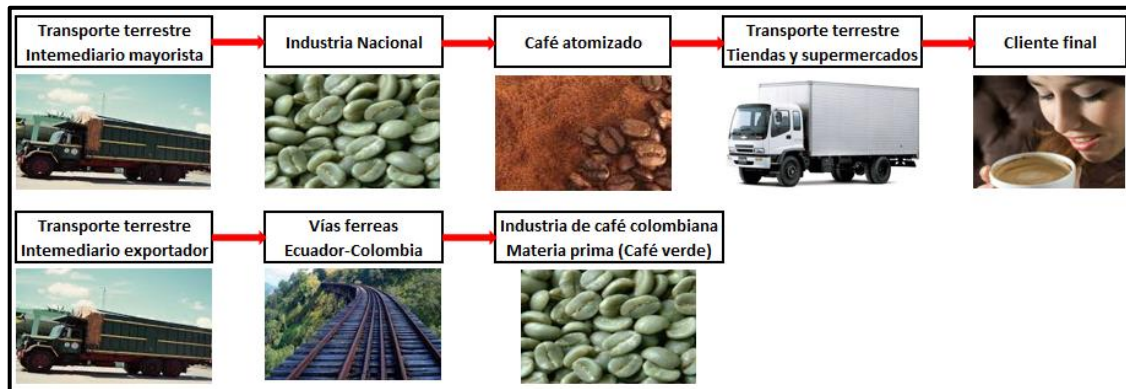 Transporte terrestre
Intemediario mayorista
Industria Nacional
Café atomizado
Transporte terrestre
Tiendas y supermercados
Cliente final
Transporte terrestre
Intemediario exportador
Vías ferreas
Ecuador-Colombia
Industria de café colombiana
Materia prima (Café verde)